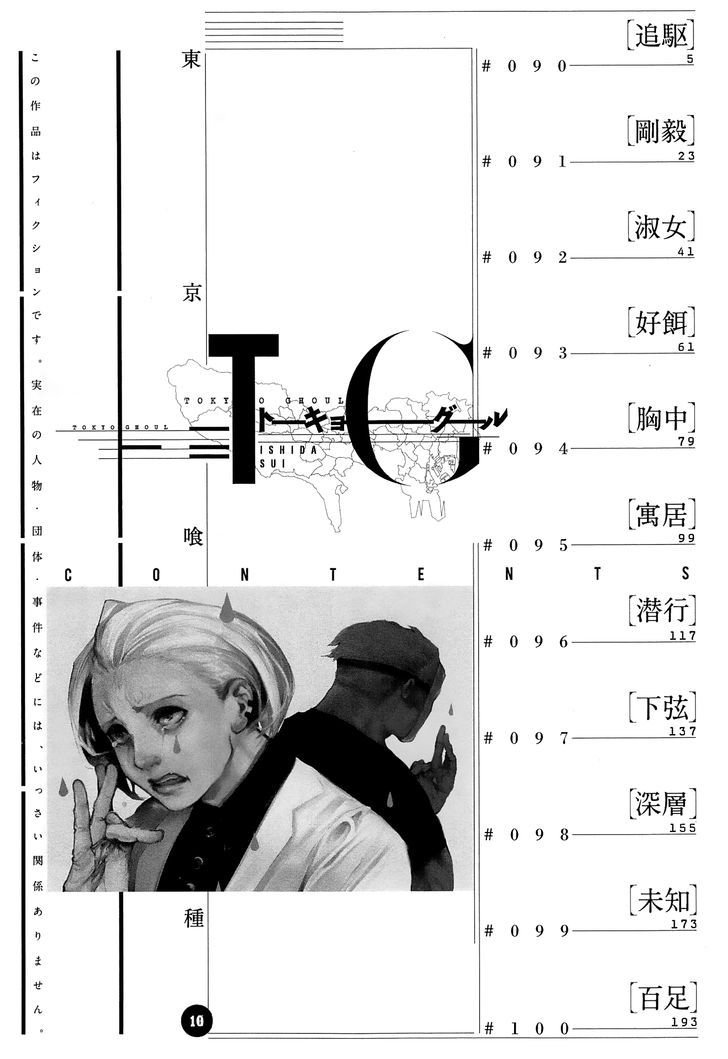 [追駆]
5
#090
[剛毅]
23
#091
[淑女]
41
#092
[好餌]
61
#093
[胸中]
79
#094
[寓居]
99
#095
[潜行]
117
#096
[下弦]
137
#097
[深層]
155
#098
[未知]
173
#099
[百足]
193
#100
東京喰種
TG
TOKYO GHOUL
トーキョーグール
ISHIDA
SUI
TOKYO GHOUL
CONTENTS
10
この作品はフィクションです。実在の人物・団体・事件などには、いっさい関係ありません。